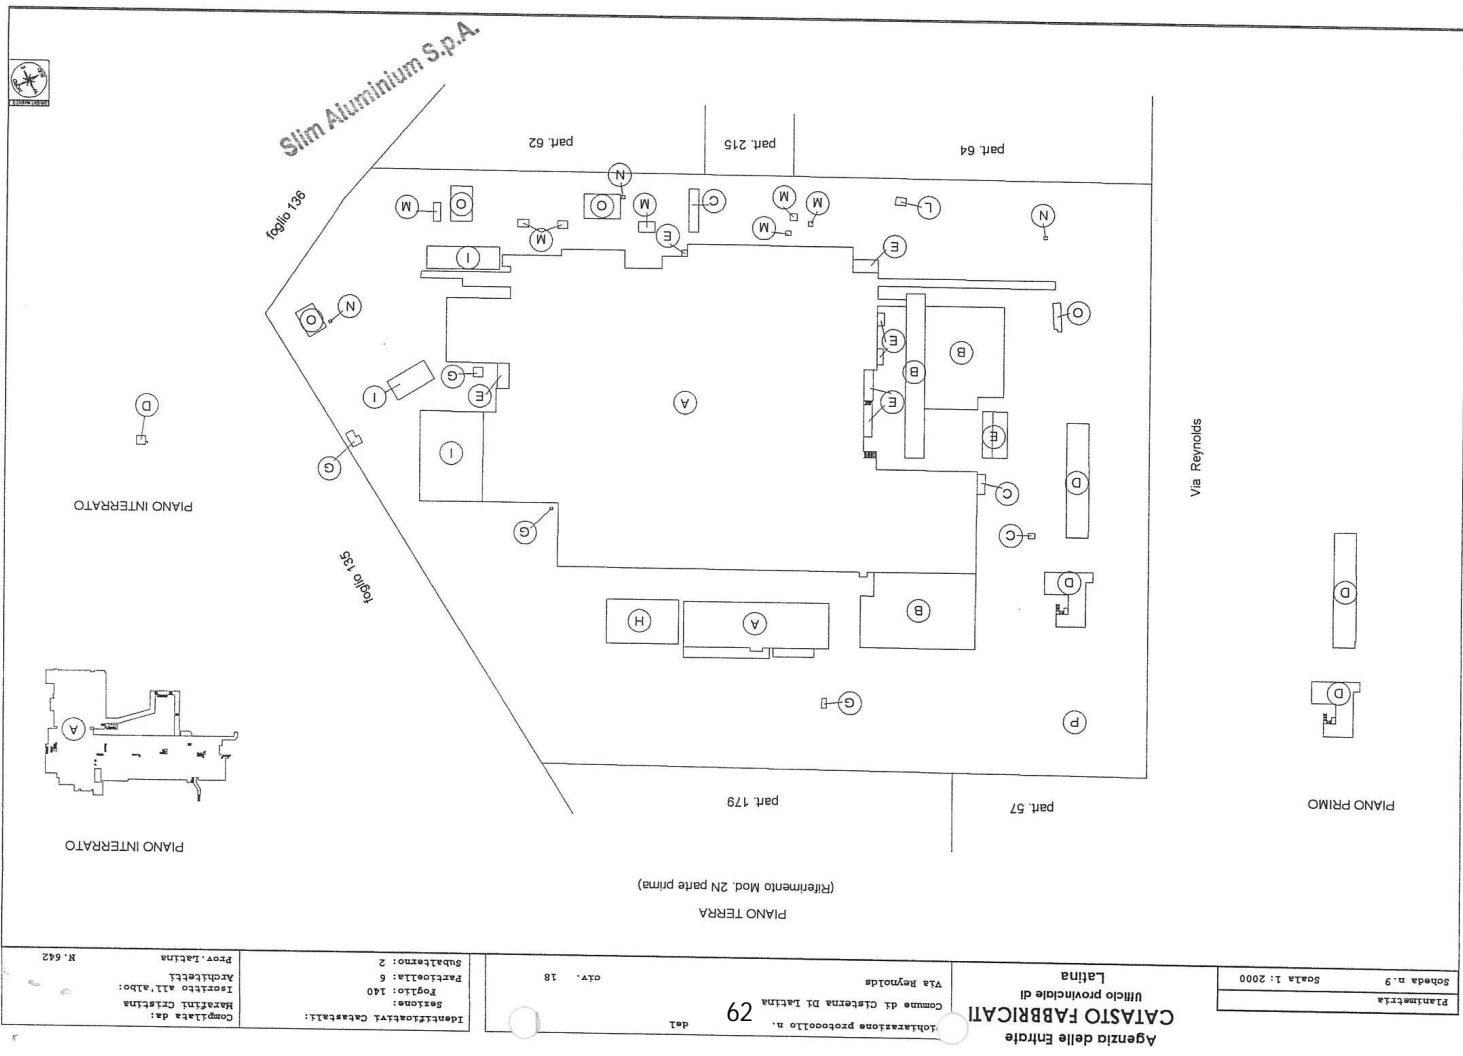 Planimetria
Scheda n. 9 Scala 1: 2000
Agenzia delle Entrate
CATASTO FABBRICATI
Ufficio provinciale di
Latina
Dichiarazione protocollo n. del
Comune di Cisterna Di Latina
Via Reynolds civ. 18
62
Identificativi Catastali:
Sezione:
Foglio: 140
Particella: 6
Subalterno: 2
Compilata da:
Marafini Cristina
Iscritto all'albo:
Architetti
Prov. Latina N. 642
PIANO TERRA
(Riferimento Mod. 2N parte prima)
PIANO PRIMO
D
D
PIANO INTERRATO
A
PIANO INTERRATO
D
part. 57
part. 179
P
G
B
A
H
D
D
C
C
G
E
B
B
E
E
A
I
G
I
G
E
O
N
O
E
I
E
N
L
M
M
M
C
M
O
N
M
O
M
part. 64
part. 215
part. 62
foglio 135
foglio 136
Via Reynolds
Slim Aluminium S.p.A.
ORIENTAMENTO